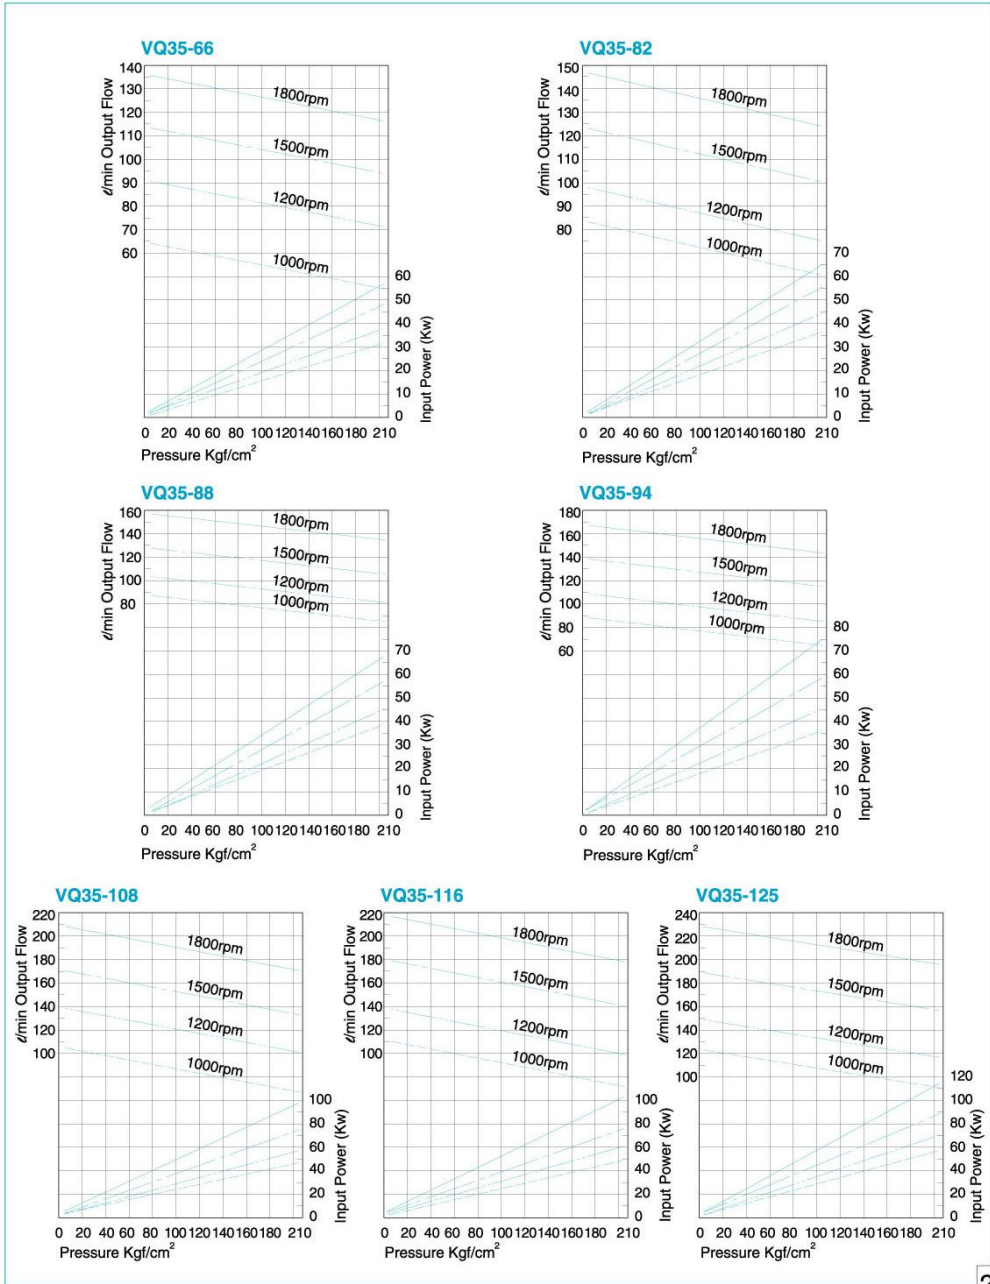 VQ35-66
140
130
120
110
100
90
80
70
60
ℓ/min Output Flow
1800rpm
1500rpm
1200rpm
1000rpm
60
50
40
30
20
10
0
Input Power (Kw)
0 20 40 60 80 100 120 140 160 180 210
Pressure Kgf/cm²
VQ35-82
150
140
130
120
110
100
90
80
ℓ/min Output Flow
1800rpm
1500rpm
1200rpm
1000rpm
70
60
50
40
30
20
10
0
Input Power (Kw)
0 20 40 60 80 100 120 140 160 180 210
Pressure Kgf/cm²
VQ35-88
160
140
120
100
80
ℓ/min Output Flow
1800rpm
1500rpm
1200rpm
1000rpm
70
60
50
40
30
20
10
0
Input Power (Kw)
0 20 40 60 80 100 120 140 160 180 210
Pressure Kgf/cm²
VQ35-94
180
160
140
120
100
80
60
ℓ/min Output Flow
1800rpm
1500rpm
1200rpm
1000rpm
80
70
60
50
40
30
20
10
0
Input Power (Kw)
0 20 40 60 80 100 120 140 160 180 210
Pressure Kgf/cm²
VQ35-108
220
200
180
160
140
120
100
ℓ/min Output Flow
1800rpm
1500rpm
1200rpm
1000rpm
100
80
60
40
20
0
Input Power (Kw)
0 20 40 60 80 100 120 140 160 180 210
Pressure Kgf/cm²
VQ35-116
220
200
180
160
140
120
100
ℓ/min Output Flow
1800rpm
1500rpm
1200rpm
1000rpm
100
80
60
40
20
0
Input Power (Kw)
0 20 40 60 80 100 120 140 160 180 210
Pressure Kgf/cm²
VQ35-125
240
220
200
180
160
140
120
100
ℓ/min Output Flow
1800rpm
1500rpm
1200rpm
1000rpm
120
100
80
60
40
20
0
Input Power (Kw)
0 20 40 60 80 100 120 140 160 180 210
Pressure Kgf/cm²